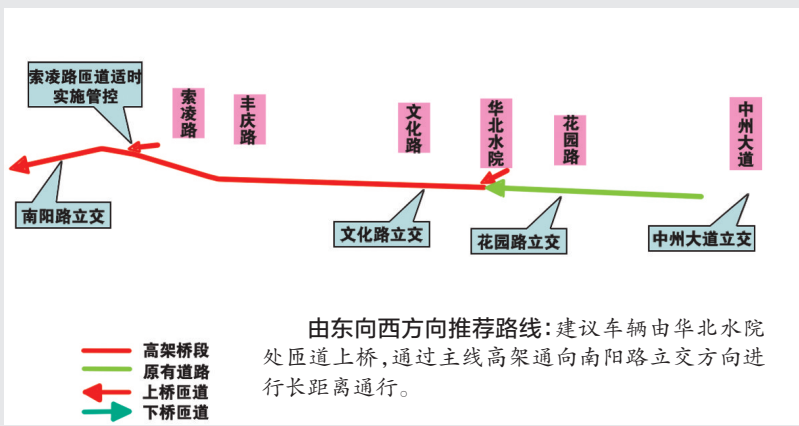 索凌路匝道适时
实施管控
索凌路
丰庆路
文化路
华北水院
花园路
中州大道
南阳路立交
文化路立交
花园路立交
中州大道立交
由东向西方向推荐路线：建议车辆由华北水院
处匝道上桥，通过主线高架通向南阳路立交方向进
行长距离通行。
高架桥段
原有道路
上桥匝道
下桥匝道